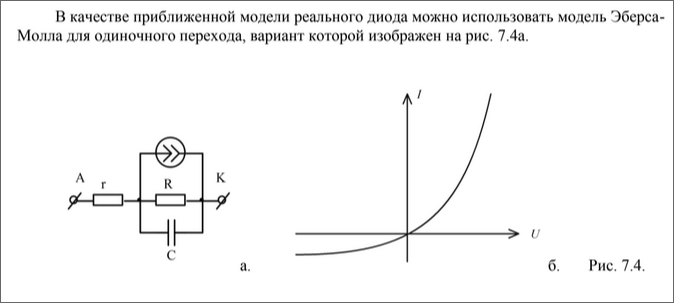 В качестве приближенной модели реального диода можно использовать модель Эберса-
Молла для одиночного перехода, вариант которой изображен на рис. 7.4а.
I
A
r
R
K
U
C
а.
б. Рис. 7.4.